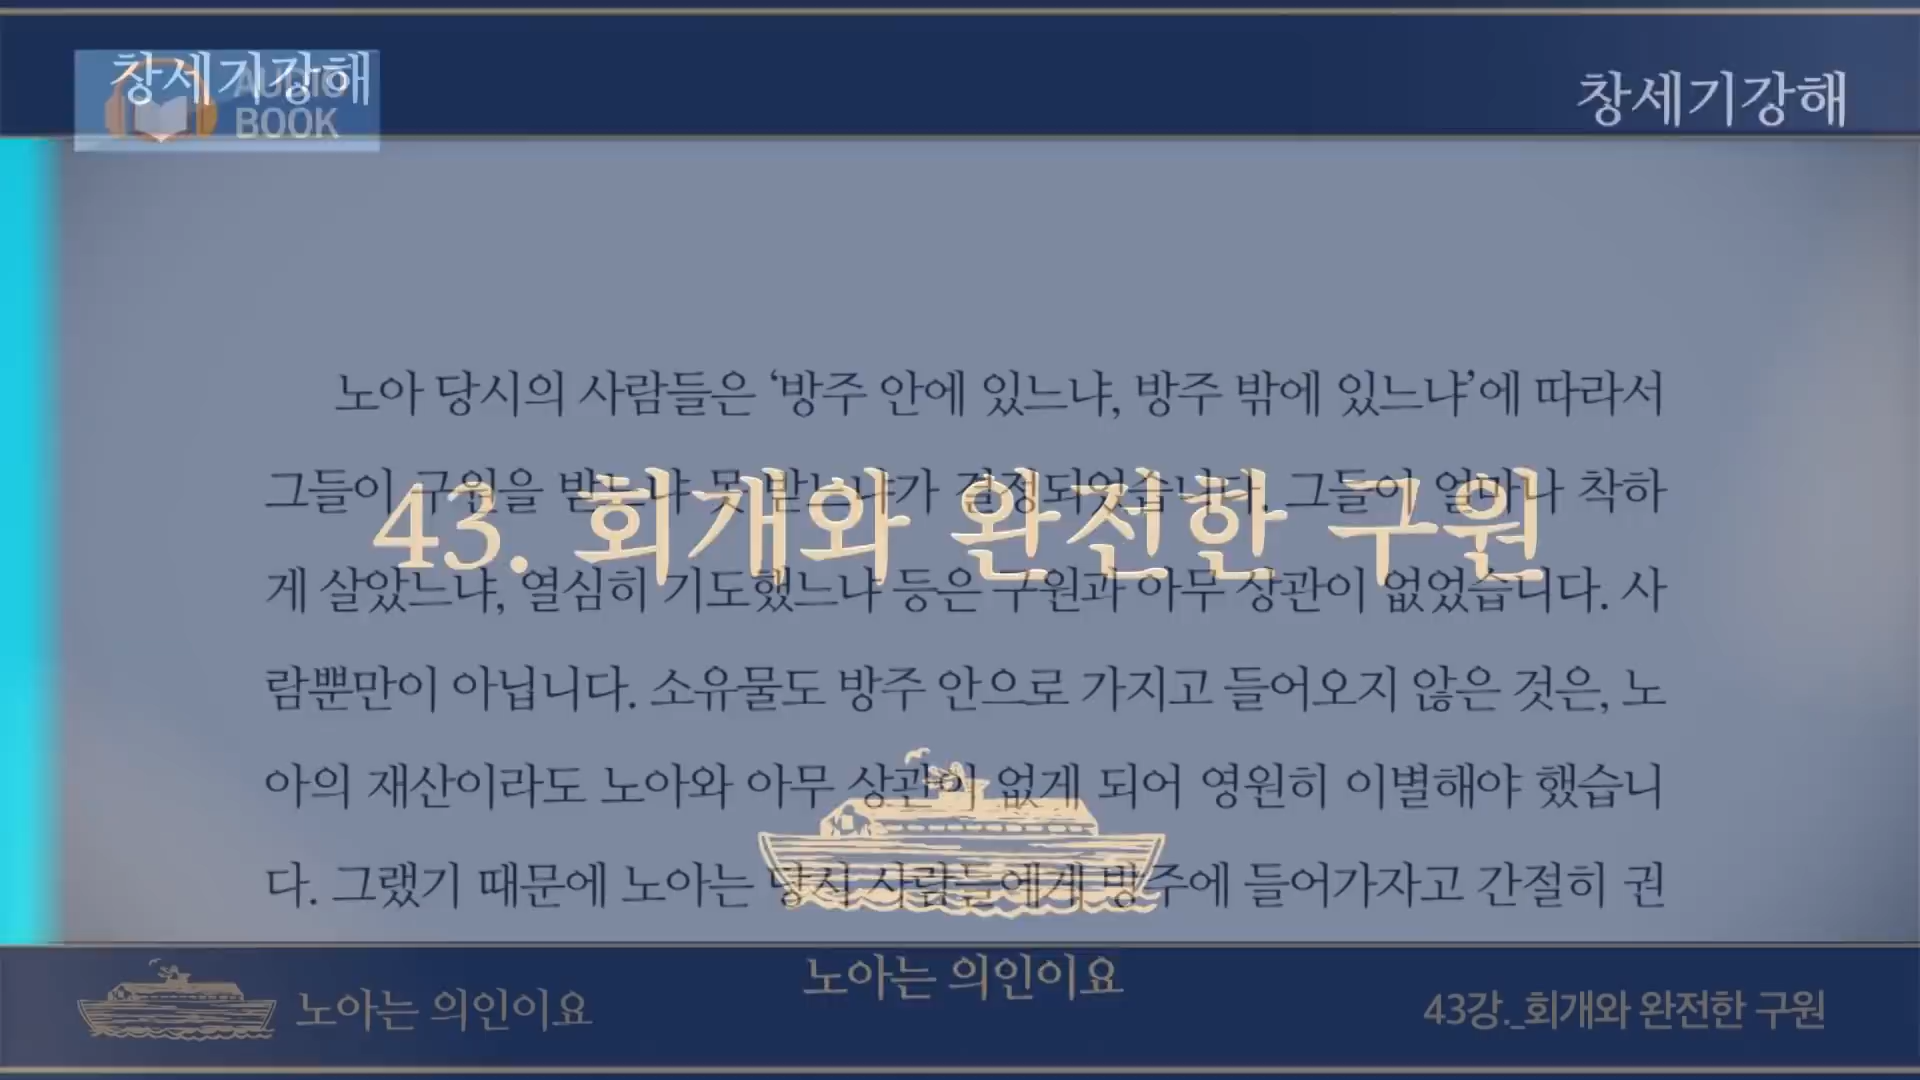 창세기강해
AUDIO
BOOK
창세기강해
노아 당시의 사람들은 ‘방주 안에 있느냐, 방주 밖에 있느냐’에 따라서
그들이 구원을 받느냐 못 받느냐가 결정되었습니다. 그들이 얼마나 착하
43. 회개와 완전한 구원
게 살았느냐, 열심히 기도했느냐 등은 구원과 아무 상관이 없었습니다. 사
람뿐만이 아닙니다. 소유물도 방주 안으로 가지고 들어오지 않은 것은, 노
아의 재산이라도 노아와 아무 상관이 없게 되어 영원히 이별해야 했습니
다. 그랬기 때문에 노아는 당시 사람들에게 방주에 들어가자고 간절히 권
노아는 의인이요
노아는 의인이요
43강._회개와 완전한 구원